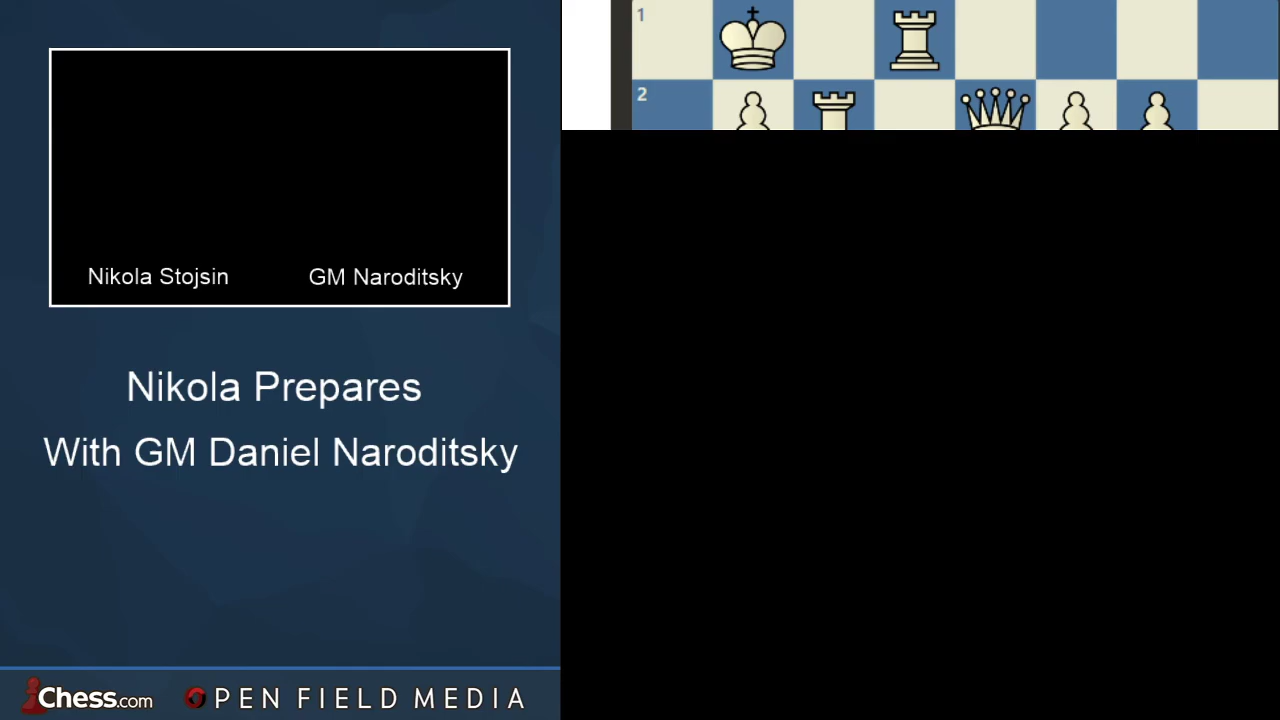 1
2
Nikola Stojsin GM Naroditsky
Nikola Prepares
With GM Daniel Naroditsky
Chess.com OPEN FIELD MEDIA